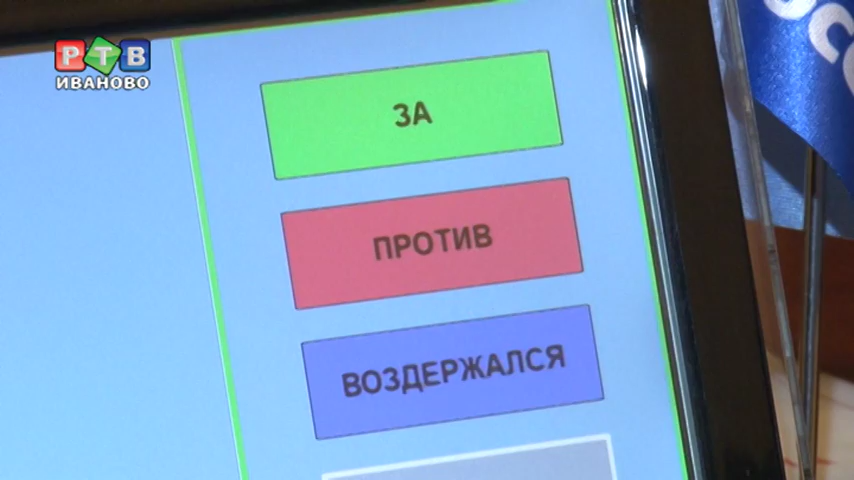 РТВ
ИВАНОВО
ЗА
ПРОТИВ
ВОЗДЕРЖАЛСЯ